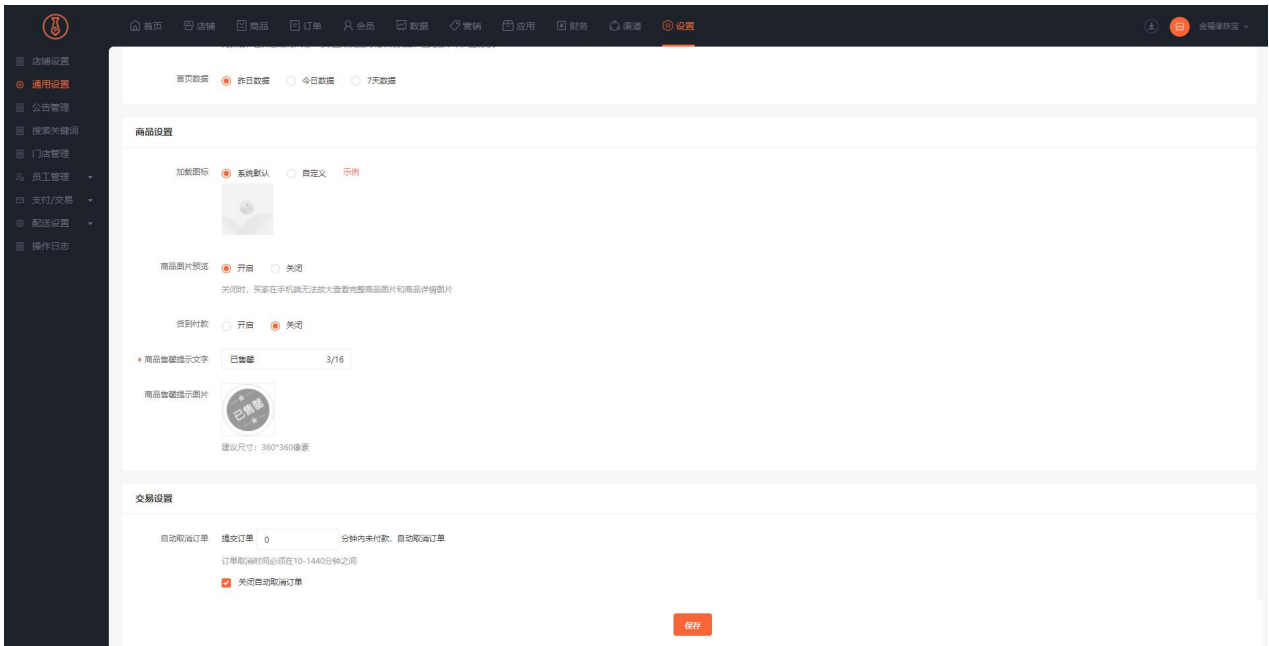 首页 店铺 商品 订单 会员 数据 营销 应用 财务 渠道 设置
店铺设置
通用设置
公告管理
搜索关键词
门店管理
员工管理
支付/交易
配送设置
操作日志
首页数据 昨日数据 今日数据 7天数据
商品设置
加载图标 系统默认 自定义 示例
商品图片预览 开启 关闭
关闭时，买家在手机端无法放大查看完整商品图片和商品详情图片
货到付款 开启 关闭
商品售罄提示文字 已售罄 3/16
商品售罄提示图片
已售罄
建议尺寸：360*360像素
交易设置
自动取消订单 提交订单 0 分钟内未付款，自动取消订单
订单取消时间必须在10-1440分钟之间
关闭自动取消订单
保存